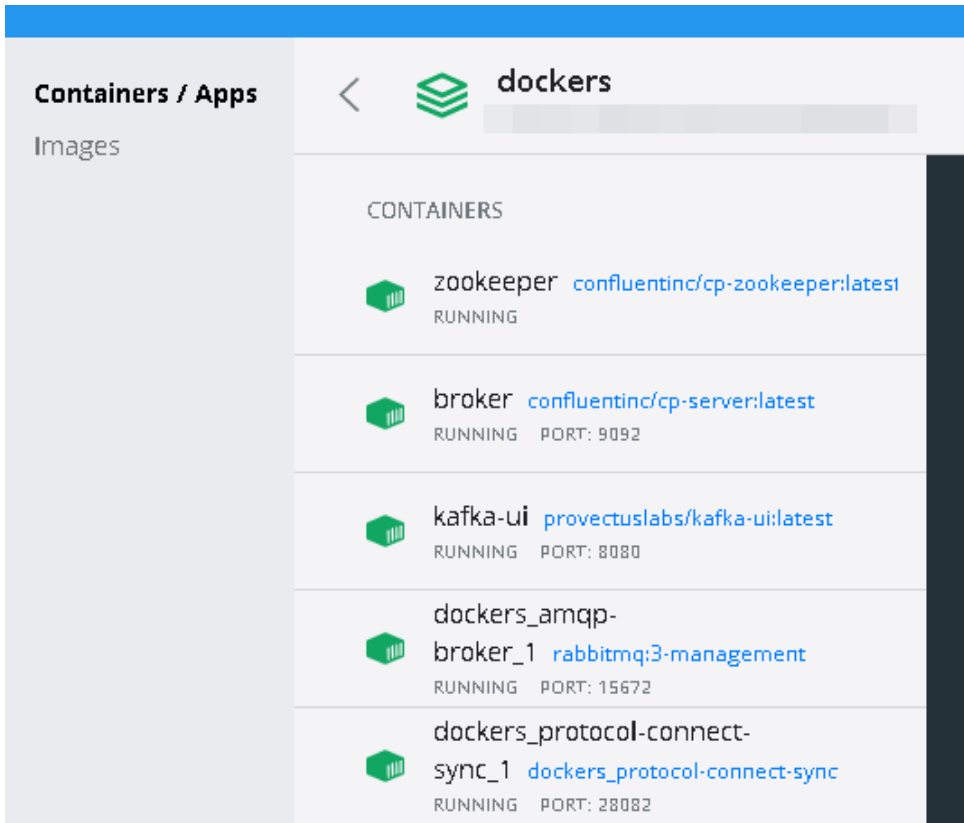 Containers / Apps
Images
dockers
CONTAINERS
zookeeper confluentinc/cp-zookeeper:latest
RUNNING
broker confluentinc/cp-server:latest
RUNNING PORT: 9092
kafka-ui provectuslabs/kafka-ui:latest
RUNNING PORT: 8080
dockers_amqp-
broker_1 rabbitmq:3-management
RUNNING PORT: 15672
dockers_protocol-connect-
sync_1 dockers_protocol-connect-sync
RUNNING PORT: 28082